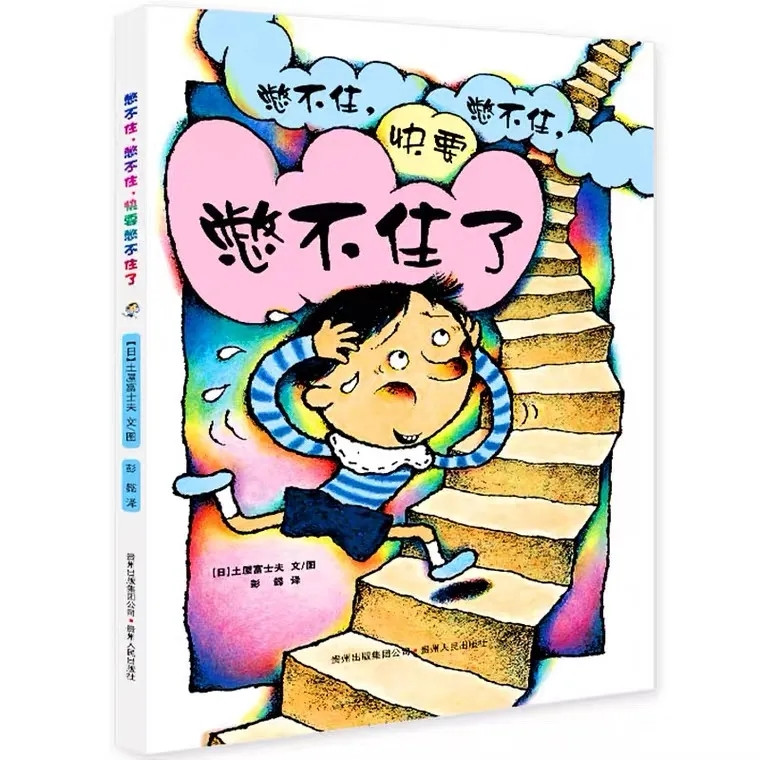 憋不住,
憋不住,
快要
憋不住了
[日]土屋富士夫 文/图
彭 懿 译
贵州出版集团公司·贵州人民出版社
憋不住,憋不住,快要憋不住了
[日]土屋富士夫 文/图
彭 懿 译
贵州出版集团公司·贵州人民出版社